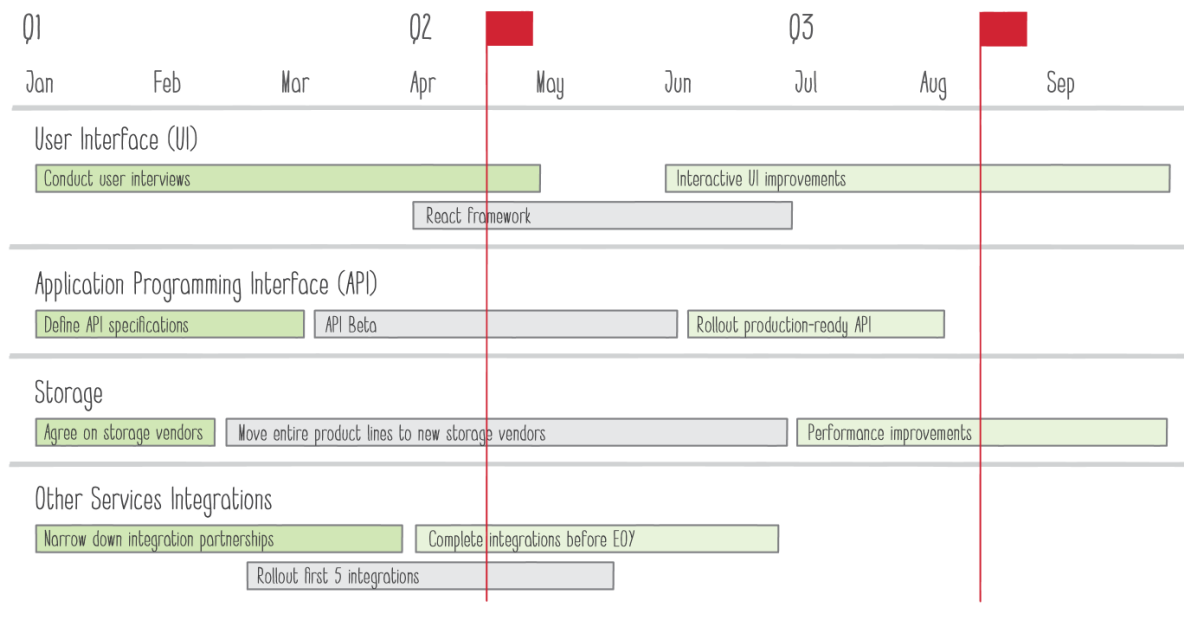 Q1 Q2 Q3
Jan Feb Mar Apr May Jun Jul Aug Sep
User Interface (UI)
Conduct user interviews
Interactive UI improvements
React framework
Application Programming Interface (API)
Define API specifications
API Beta
Rollout production-ready API
Storage
Agree on storage vendors
Move entire product lines to new storage vendors
Performance improvements
Other Services Integrations
Narrow down integration partnerships
Complete integrations before EOY
Rollout first 5 integrations